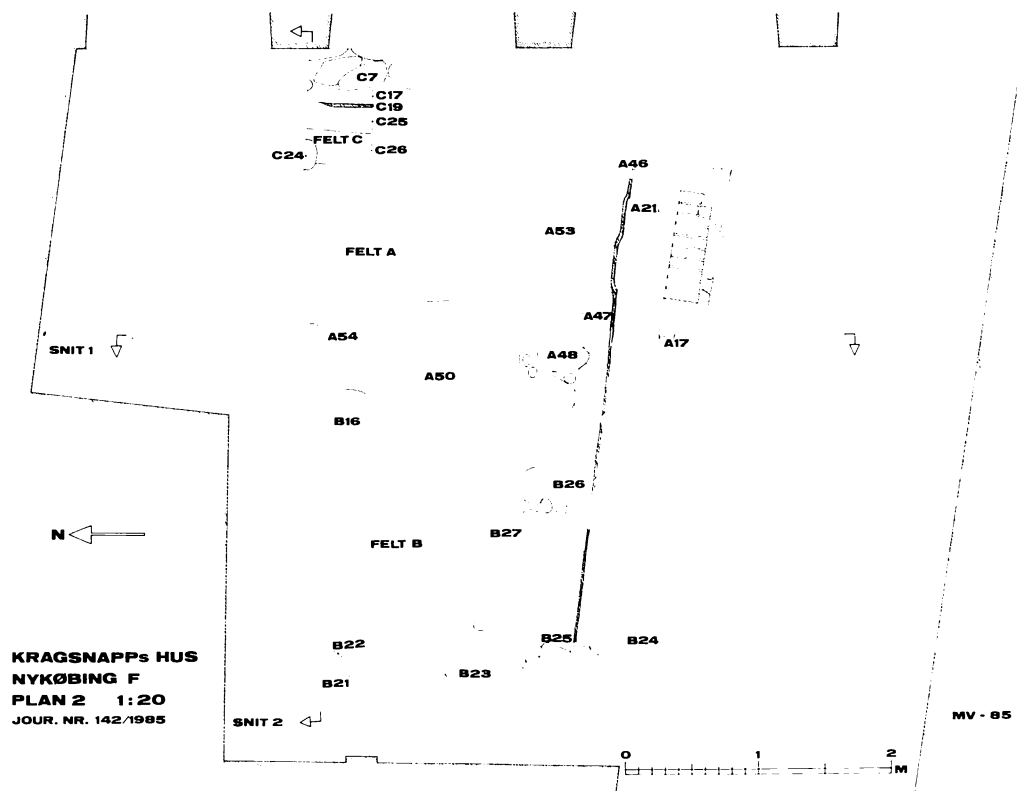 C7
C17
C19
C25
FELT C
C24
C26
A46
A21
A53
FELT A
A47
A54
A17
SNIT 1
A48
A50
B16
B26
N
B27
FELT B
B22
B25
B24
KRAGSNAPPs HUS
NYKØBING F
PLAN 2 1:20
JOUR. NR. 142/1985
B23
B21
SNIT 2
MV - 85
0 1 2
M